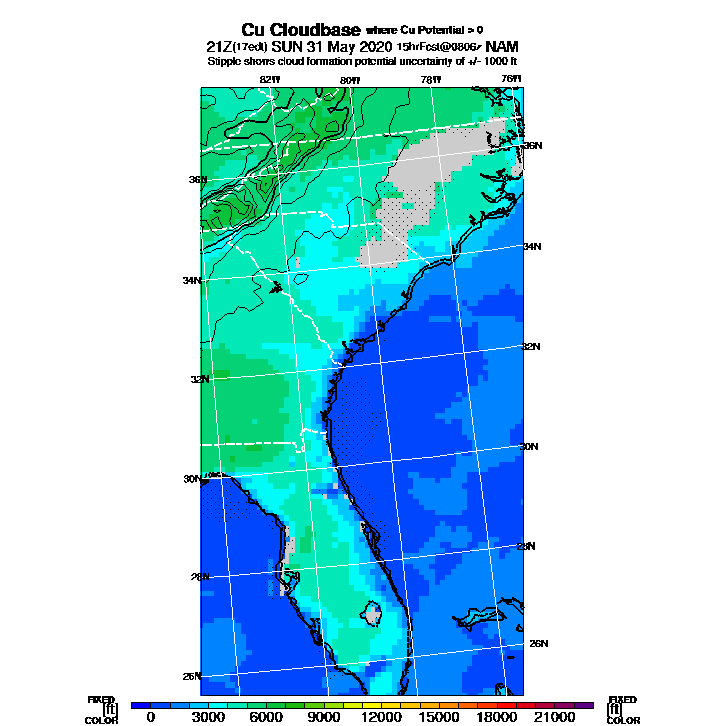 Cu Cloudbase where Cu Potential > 0
21Z(17edt) SUN 31 May 2020 15hrFcst@0806z NAM
Stipple shows cloud formation potential uncertainty of +/- 1000 ft
82W 80W 78W 76W
36N
36N
34N
34N
32N
32N
30N
30N
28N
28N
26N
26N
FIXED FIXED
[ft] [ft]
COLOR 0 3000 6000 9000 12000 15000 18000 21000 COLOR